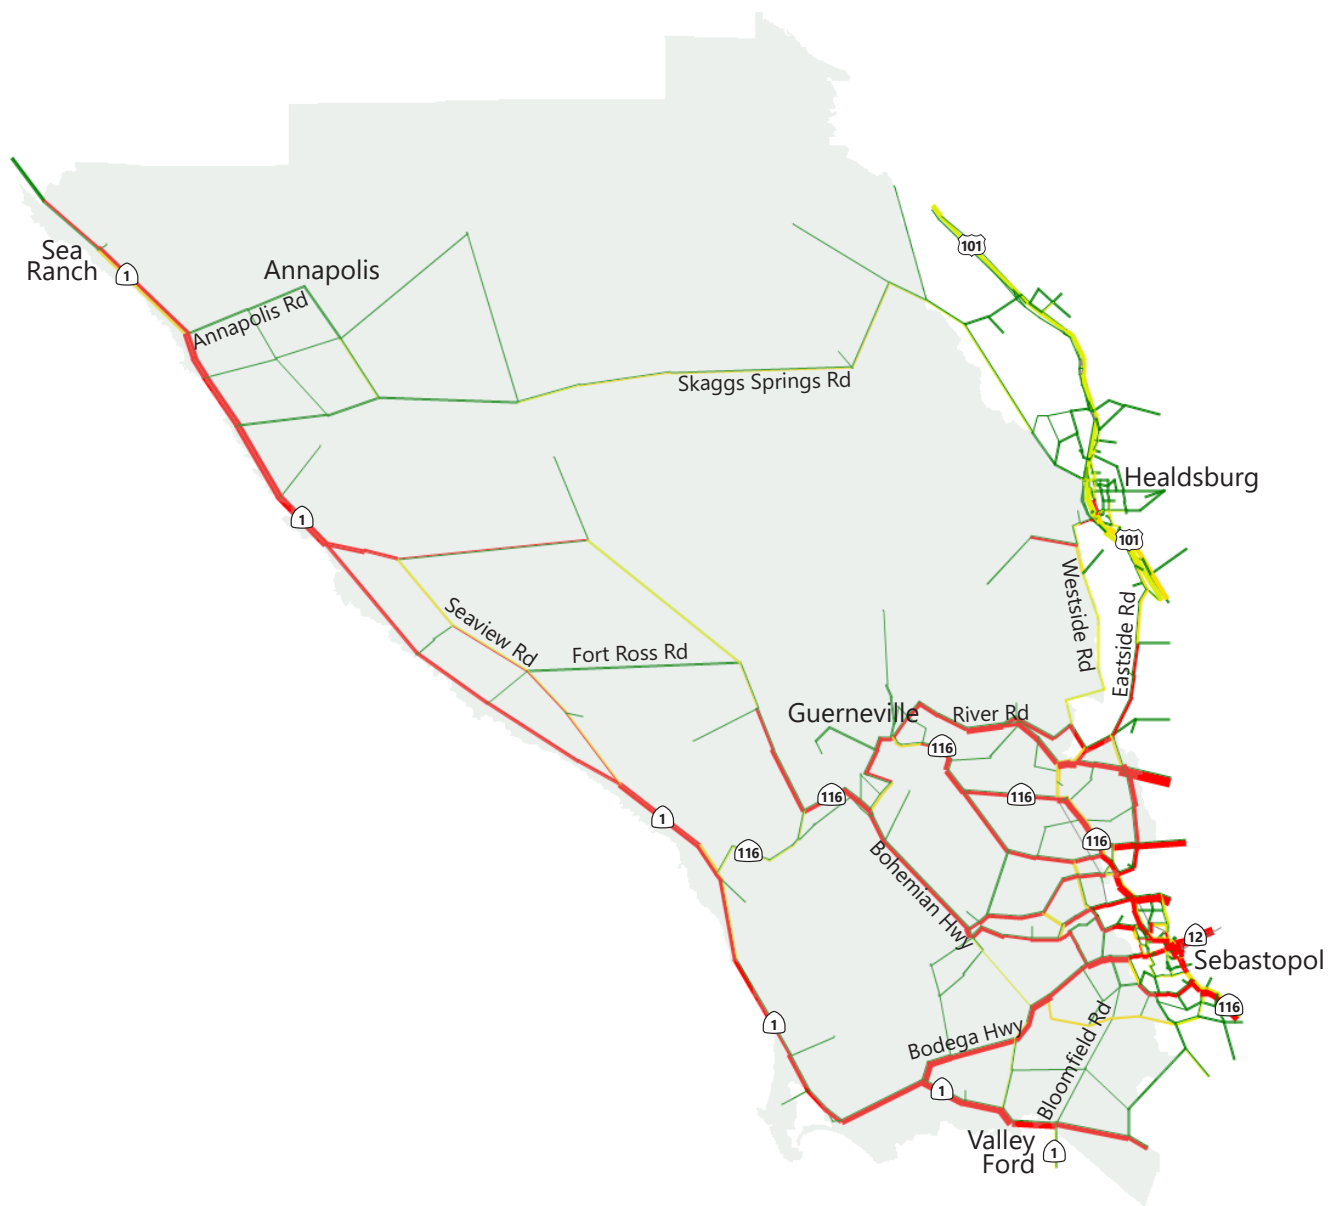 101
Sea
Ranch
1
Annapolis
Annapolis Rd
Skaggs Springs Rd
Healdsburg
1
101
Westside Rd
Eastside Rd
Seaview Rd
Fort Ross Rd
Guerneville
River Rd
116
116
116
1
116
116
Bohemian Hwy
12
Sebastopol
116
1
Bodega Hwy
Bloomfield Rd
1
Valley
Ford
1